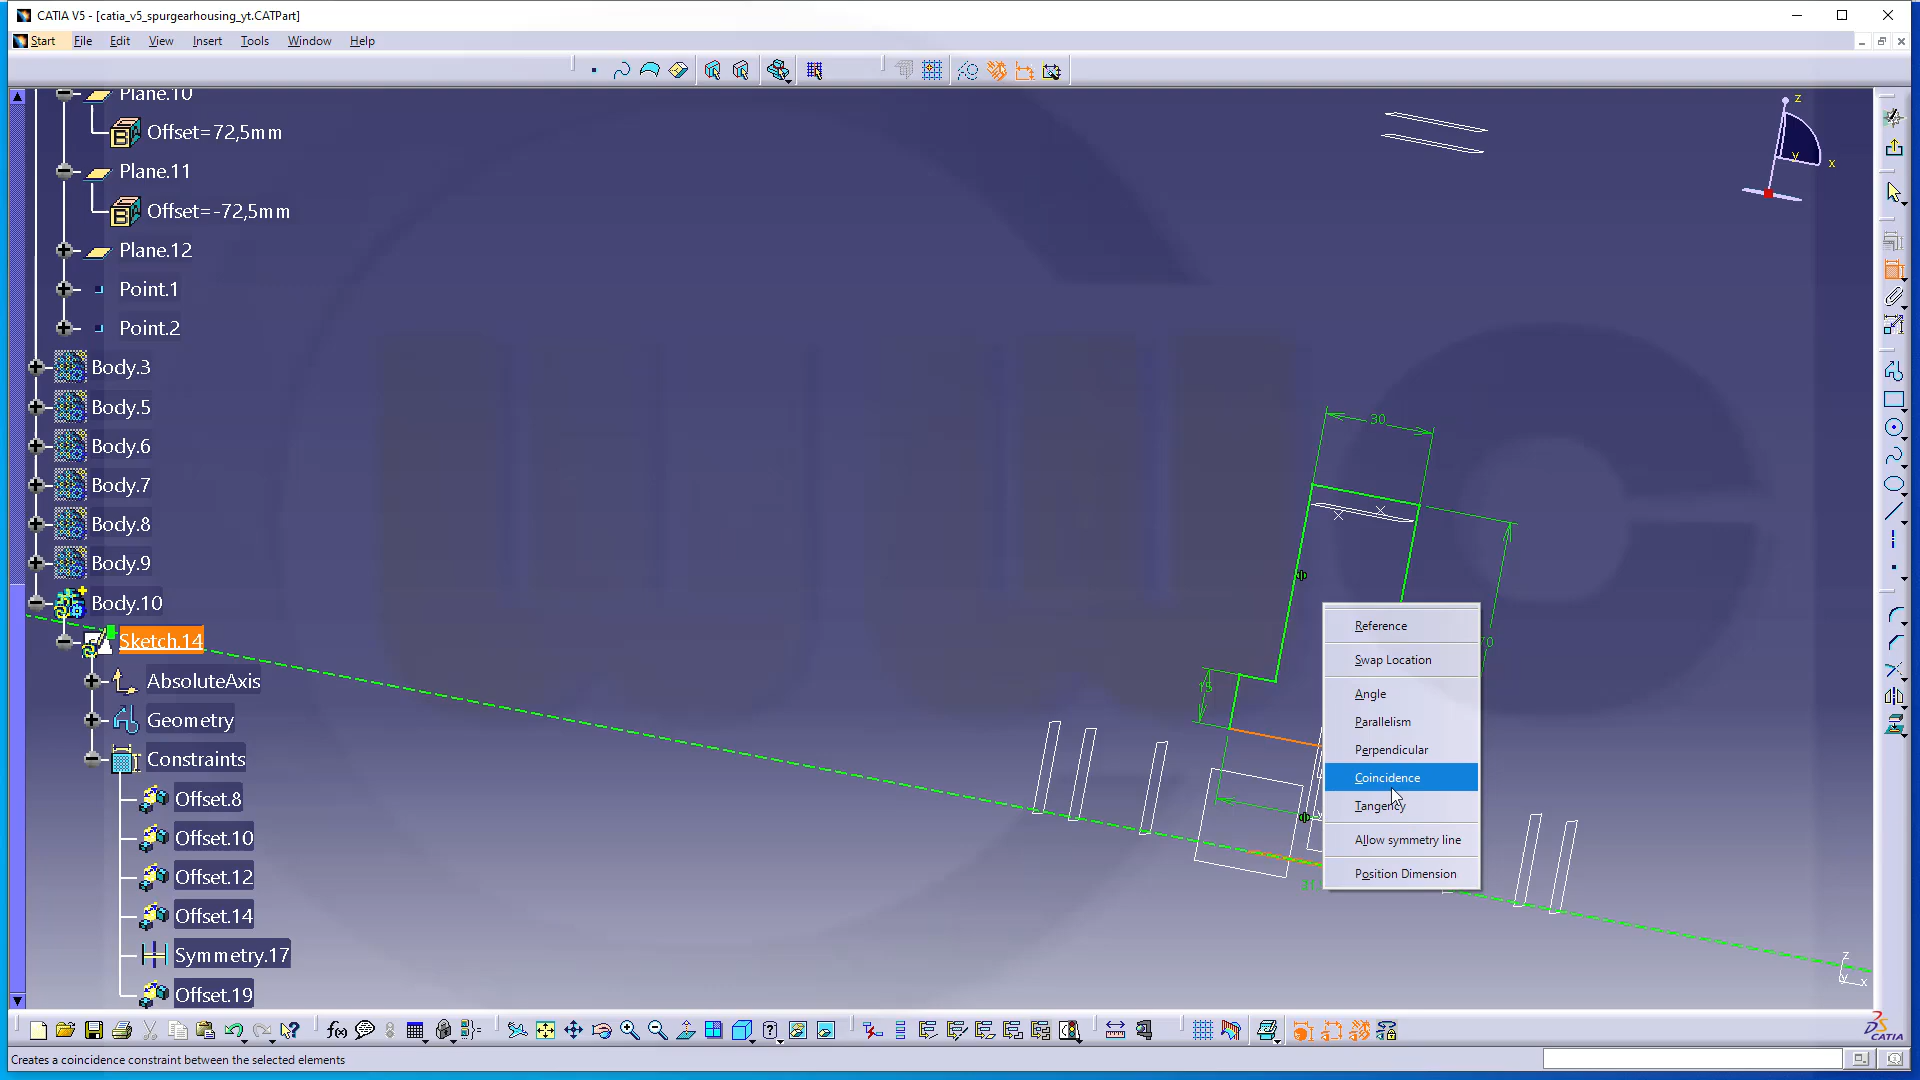 CATIA V5 - [catia_v5_spurgearhousing_yt.CATPart]
Start File Edit View Insert Tools Window Help
Plane.10
Offset=72,5mm
Plane.11
Offset=-72,5mm
Plane.12
Point.1
Point.2
Body.3
Body.5
Body.6
Body.7
Body.8
Body.9
Body.10
Sketch.14
AbsoluteAxis
Geometry
Constraints
Offset.8
Offset.10
Offset.12
Offset.14
Symmetry.17
Offset.19
z
y x
30
15
Reference
Swap Location
Angle
Parallelism
Perpendicular
Coincidence
Tangency
Allow symmetry line
Position Dimension
z
y x
CATIA
Creates a coincidence constraint between the selected elements